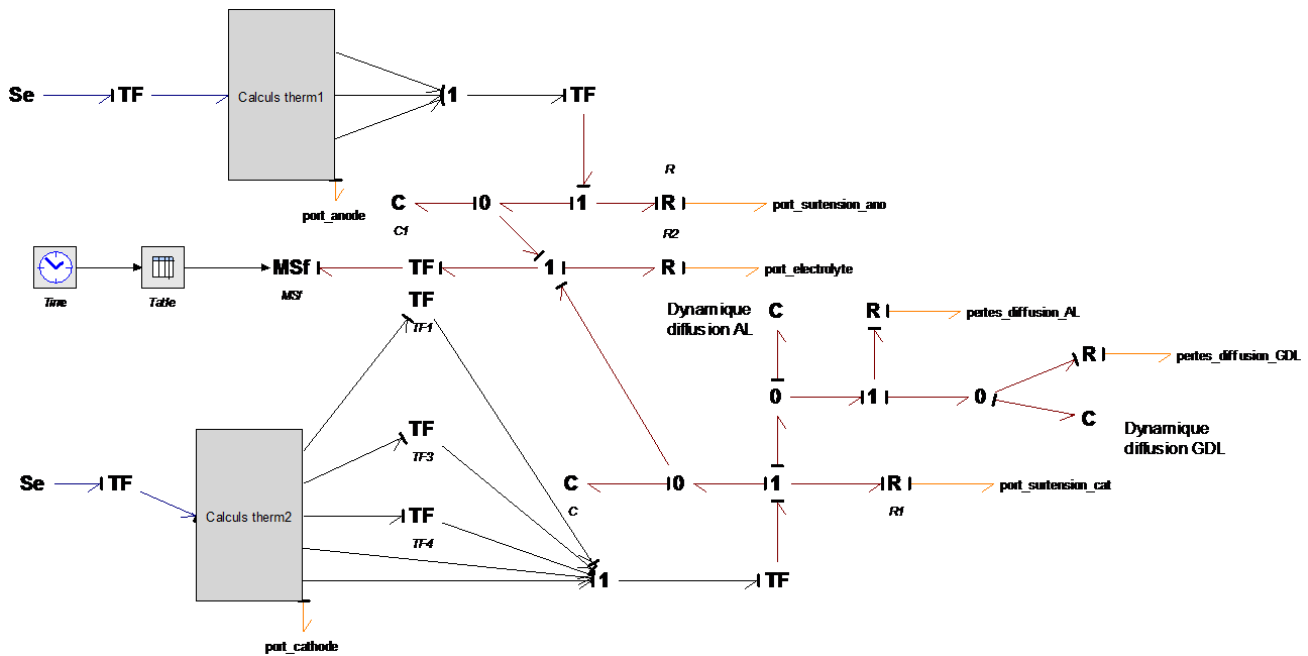 Se
TF
Calculs therm1
1
TF
port_anode
C
0
1
R
R
port_surtension_ano
C1
R2
MSf
TF
1
R
port_electrolyte
Time
Table
MSf
TF
TF1
Dynamique
diffusion AL
C
R
pertes_diffusion_AL
R
pertes_diffusion_GDL
0
1
0
C
Dynamique
diffusion GDL
TF
TF3
Se
TF
Calculs therm2
C
0
1
R
port_surtension_cat
C
R1
TF
TF4
1
TF
port_cathode